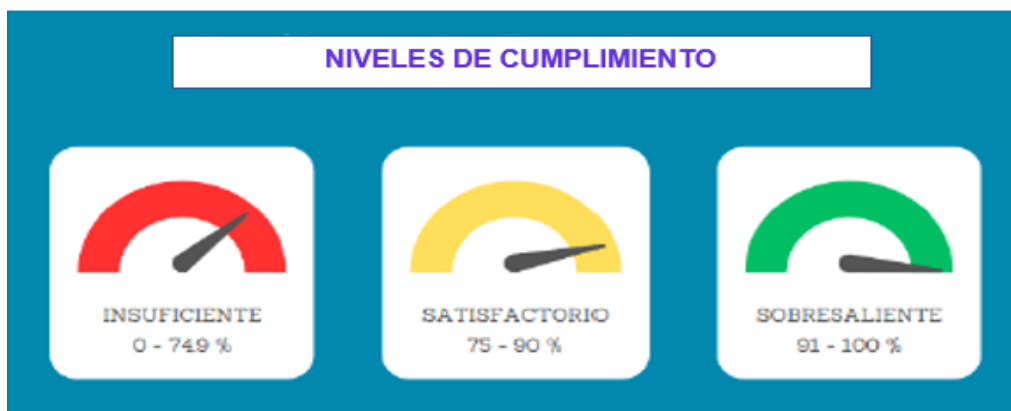 NIVELES DE CUMPLIMIENTO
INSUFICIENTE
0 - 74.9 %
SATISFACTORIO
75 - 90 %
SOBRESALIENTE
91 - 100 %